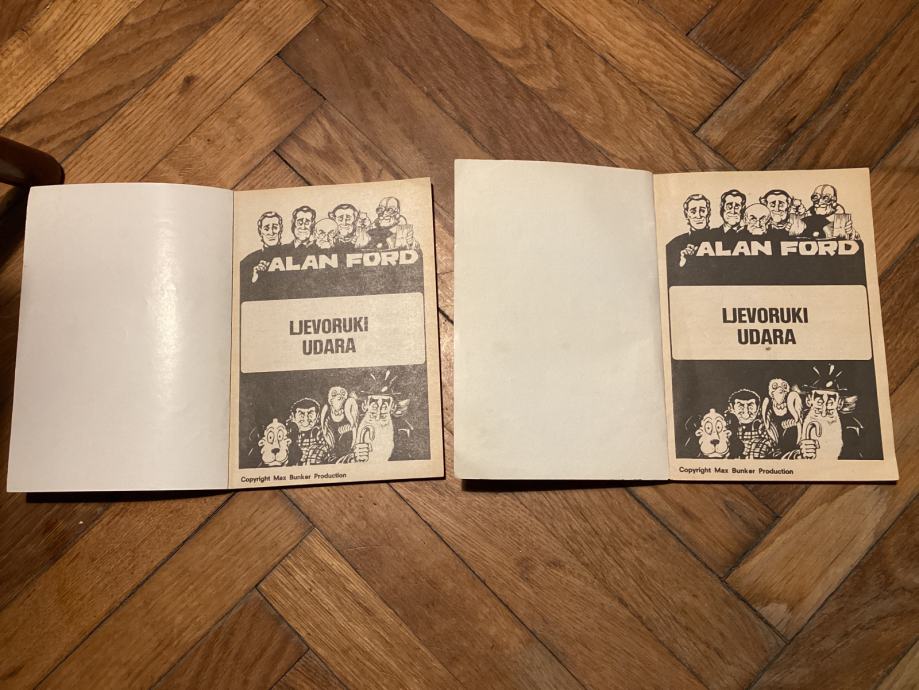 ALAN FORD
LJEVORUKI
UDARA
Copyright Max Bunker Production
ALAN FORD
LJEVORUKI
UDARA
Copyright Max Bunker Production